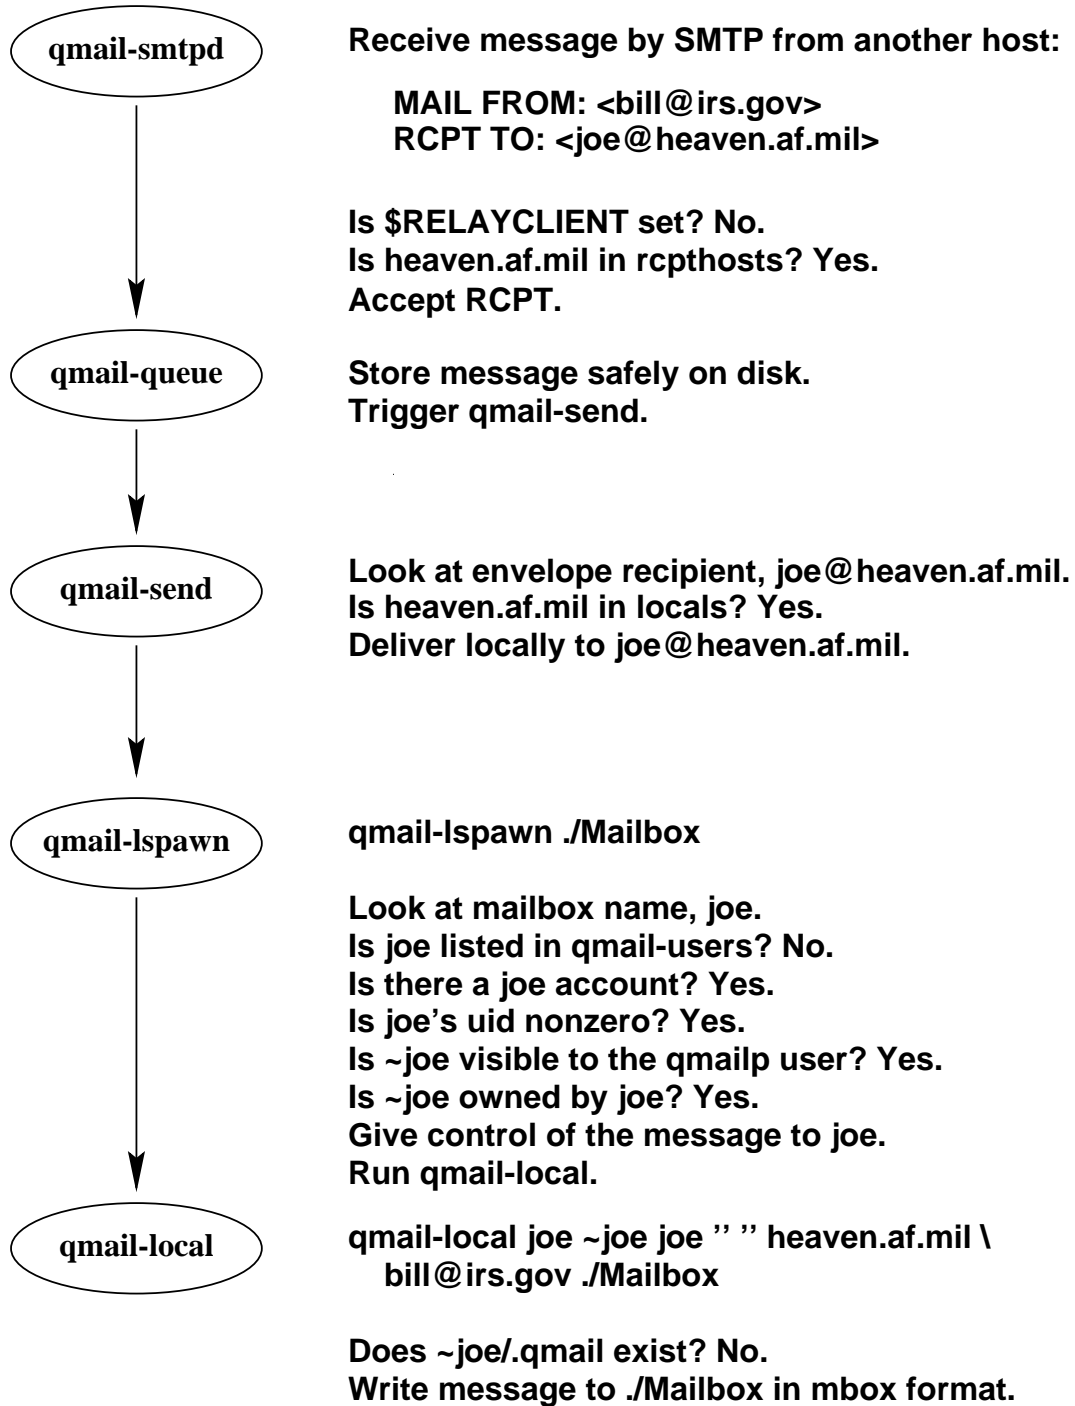 qmail-smtpd
Receive message by SMTP from another host:
MAIL FROM: <bill@irs.gov>
RCPT TO: <joe@heaven.af.mil>
Is $RELAYCLIENT set? No.
Is heaven.af.mil in rcpthosts? Yes.
Accept RCPT.
qmail-queue
Store message safely on disk.
Trigger qmail-send.
qmail-send
Look at envelope recipient, joe@heaven.af.mil.
Is heaven.af.mil in locals? Yes.
Deliver locally to joe@heaven.af.mil.
qmail-lspawn
qmail-lspawn ./Mailbox
Look at mailbox name, joe.
Is joe listed in qmail-users? No.
Is there a joe account? Yes.
Is joe’s uid nonzero? Yes.
Is ~joe visible to the qmailp user? Yes.
Is ~joe owned by joe? Yes.
Give control of the message to joe.
Run qmail-local.
qmail-local
qmail-local joe ~joe joe ’’ ’’ heaven.af.mil \
bill@irs.gov ./Mailbox
Does ~joe/.qmail exist? No.
Write message to ./Mailbox in mbox format.